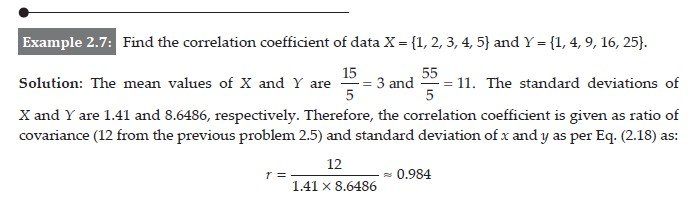 Example 2.7: Find the correlation coefficient of data X = {1, 2, 3, 4, 5} and Y = {1, 4, 9, 16, 25}.
Solution: The mean values of X and Y are 15/5 = 3 and 55/5 = 11. The standard deviations of
X and Y are 1.41 and 8.6486, respectively. Therefore, the correlation coefficient is given as ratio of
covariance (12 from the previous problem 2.5) and standard deviation of x and y as per Eq. (2.18) as:
r = 12/(1.41 × 8.6486) ≈ 0.984